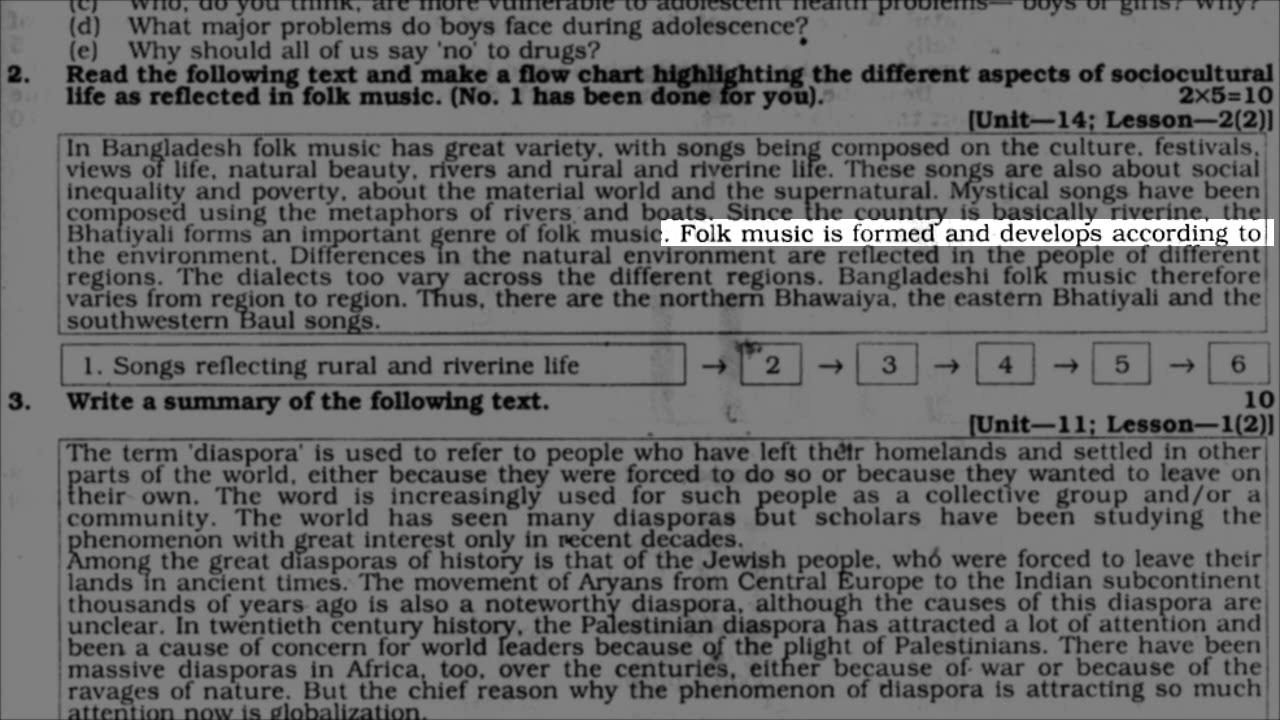 (c) Who, do you think, are more vulnerable to adolescent health problems— boys or girls? Why?
(d) What major problems do boys face during adolescence?
(e) Why should all of us say 'no' to drugs?
2. Read the following text and make a flow chart highlighting the different aspects of sociocultural
life as reflected in folk music. (No. 1 has been done for you). 2×5=10
[Unit—14; Lesson—2(2)]
In Bangladesh folk music has great variety, with songs being composed on the culture, festivals,
views of life, natural beauty, rivers and rural and riverine life. These songs are also about social
inequality and poverty, about the material world and the supernatural. Mystical songs have been
composed using the metaphors of rivers and boats. Since the country is basically riverine, the
Bhatiyali forms an important genre of folk music. Folk music is formed and develops according to
the environment. Differences in the natural environment are reflected in the people of different
regions. The dialects too vary across the different regions. Bangladeshi folk music therefore
varies from region to region. Thus, there are the northern Bhawaiya, the eastern Bhatiyali and the
southwestern Baul songs.
1. Songs reflecting rural and riverine life → 2 → 3 → 4 → 5 → 6
3. Write a summary of the following text. 10
[Unit—11; Lesson—1(2)]
The term 'diaspora' is used to refer to people who have left their homelands and settled in other
parts of the world, either because they were forced to do so or because they wanted to leave on
their own. The word is increasingly used for such people as a collective group and/or a
community. The world has seen many diasporas but scholars have been studying the
phenomenon with great interest only in recent decades.
Among the great diasporas of history is that of the Jewish people, who were forced to leave their
lands in ancient times. The movement of Aryans from Central Europe to the Indian subcontinent
thousands of years ago is also a noteworthy diaspora, although the causes of this diaspora are
unclear. In twentieth century history, the Palestinian diaspora has attracted a lot of attention and
been a cause of concern for world leaders because of the plight of Palestinians. There have been
massive diasporas in Africa, too, over the centuries, either because of war or because of the
ravages of nature. But the chief reason why the phenomenon of diaspora is attracting so much
attention now is globalization.